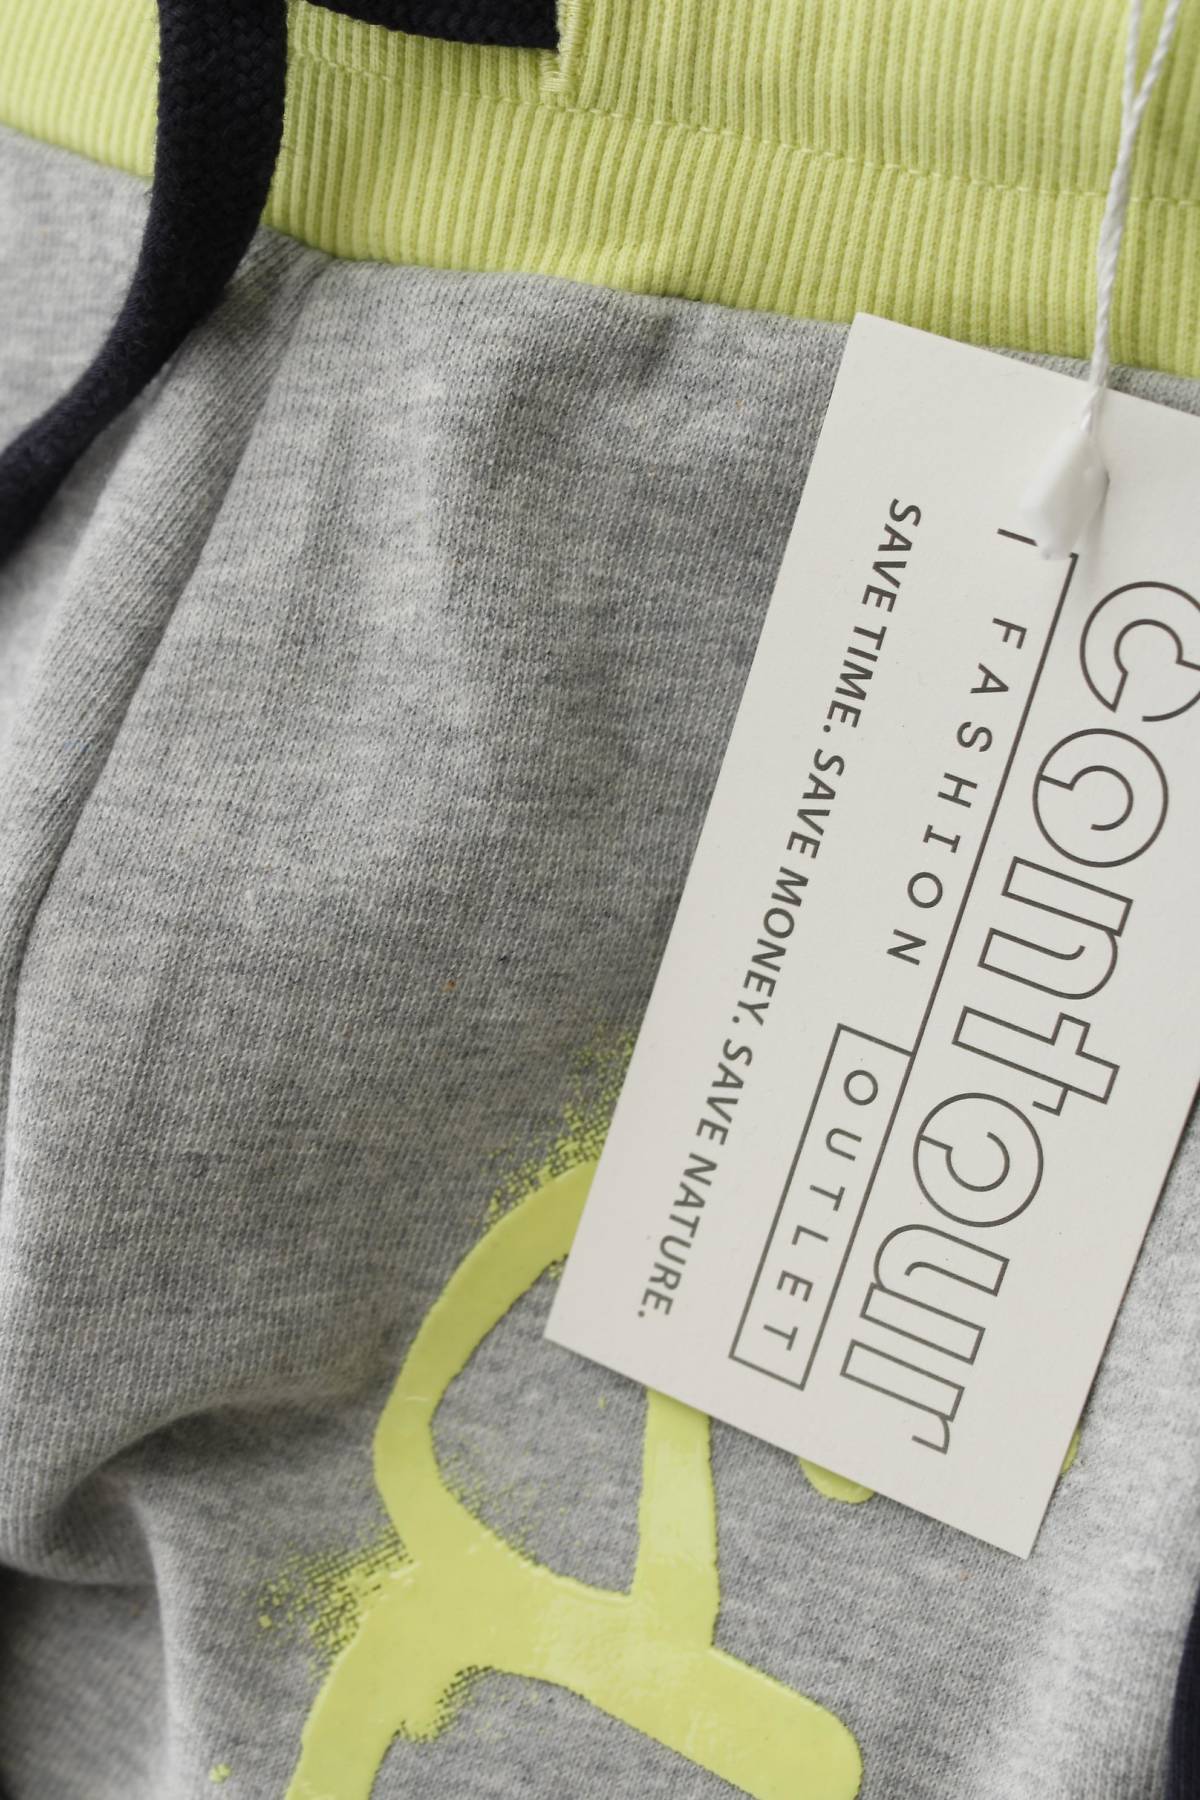 contour
FASHION OUTLET
SAVE TIME. SAVE MONEY. SAVE NATURE.